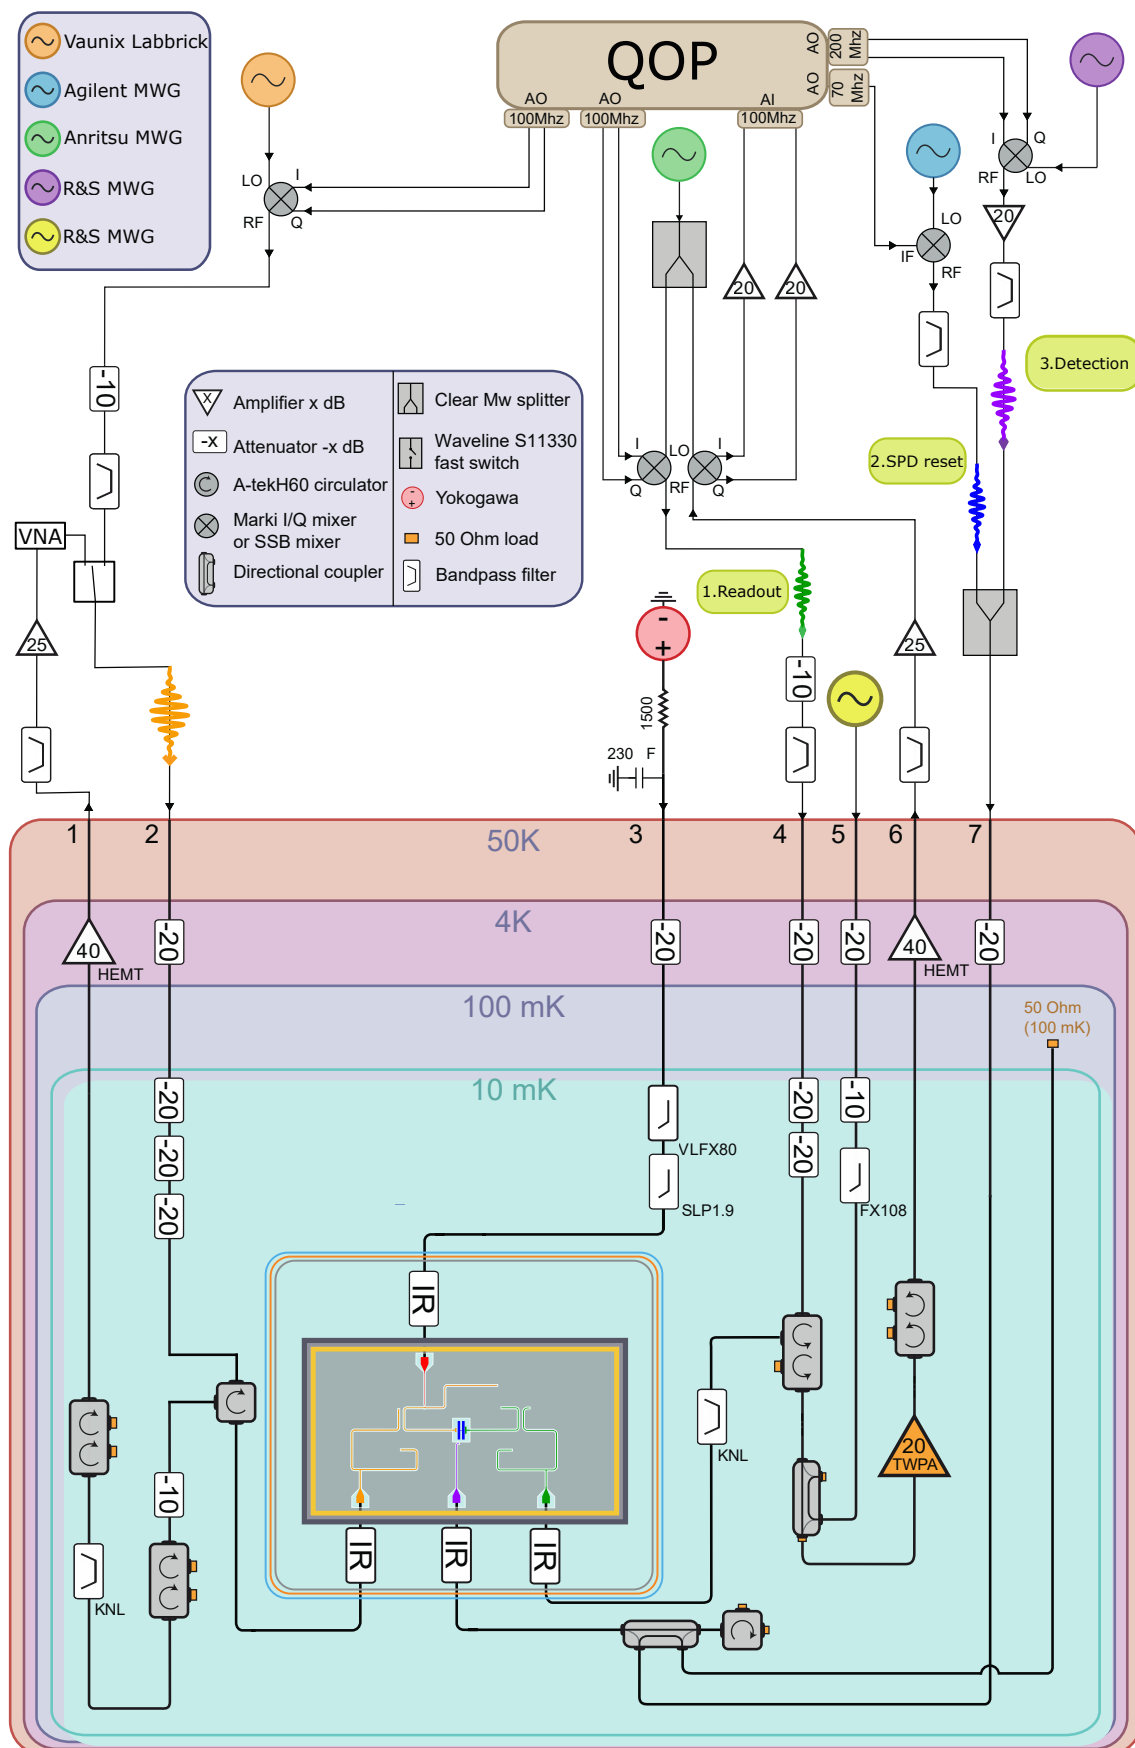 Vaunix Labbrick
Agilent MWG
Anritsu MWG
R&S MWG
R&S MWG
QOP
AO
AO
AI
AO
AO
100Mhz
100Mhz
100Mhz
200
Mhz
70
Mhz
LO
I
RF
Q
20
20
I
Q
RF
LO
20
LO
IF
RF
-10
X
Amplifier x dB
-x
Attenuator -x dB
A-tekH60 circulator
Marki I/Q mixer
or SSB mixer
Directional coupler
Clear Mw splitter
Waveline S11330
fast switch
-
+
Yokogawa
50 Ohm load
Bandpass filter
I
LO
I
Q
RF
Q
3.Detection
2.SPD reset
1.Readout
VNA
25
-
+
1500
230 F
-10
25
1
2
3
4
5
6
7
50K
4K
40
HEMT
-20
-20
-20
-20
40
HEMT
-20
100 mK
50 Ohm
(100 mK)
10 mK
-20
-20
-20
VLFX80
SLP1.9
-20
-20
-10
FX108
IR
-10
KNL
IR
IR
IR
KNL
20
TWPA